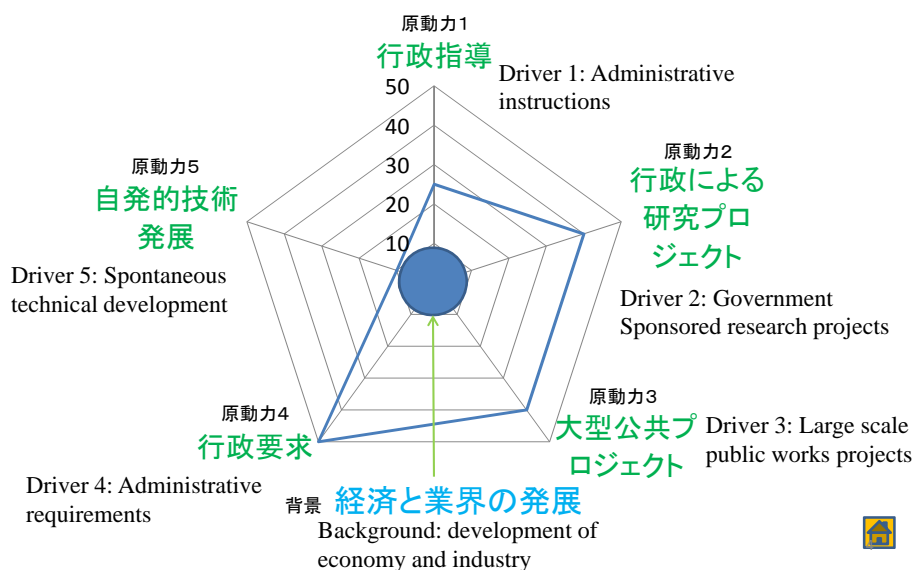 原動力1
行政指導
Driver 1: Administrative
instructions
50
40
30
20
10
原動力2
行政による
研究プロ
ジェクト
Driver 2: Government
Sponsored research projects
原動力3
大型公共プ
ロジェクト
Driver 3: Large scale
public works projects
原動力4
行政要求
Driver 4: Administrative
requirements
原動力5
自発的技術
発展
Driver 5: Spontaneous
technical development
背景 経済と業界の発展
Background: development of
economy and industry